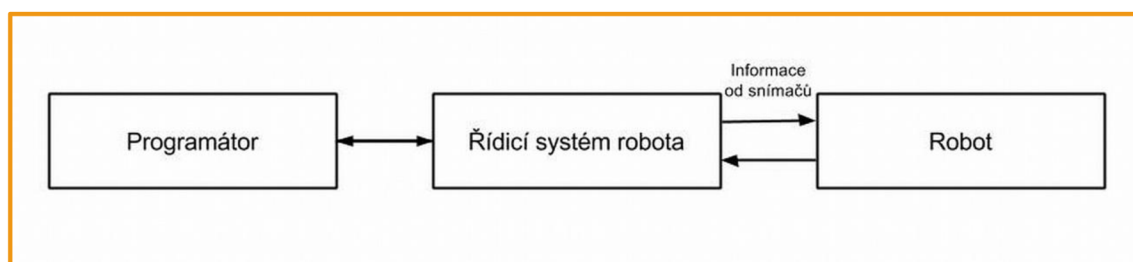 Informace
od snímačů
Programátor
Řídicí systém robota
Robot